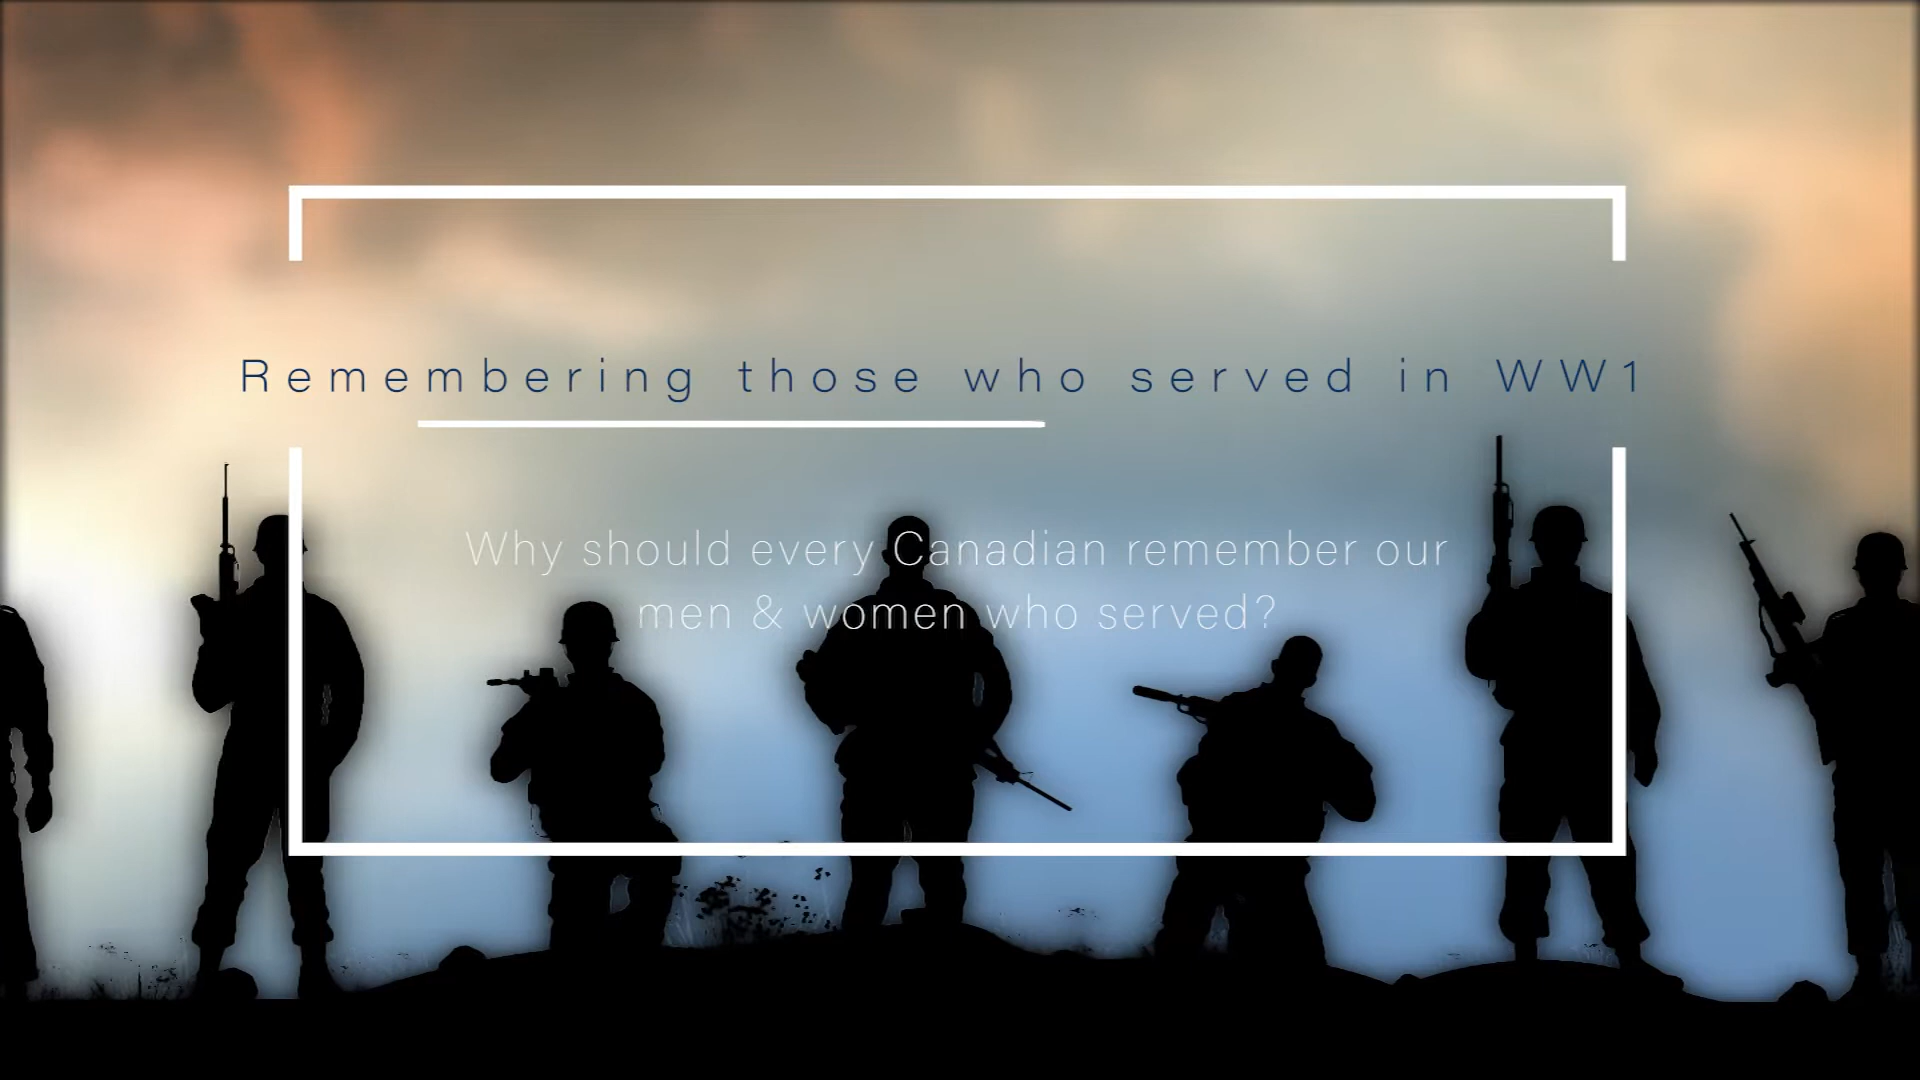 Remembering those who served in WW1
Why should every Canadian remember our
men & women who served?